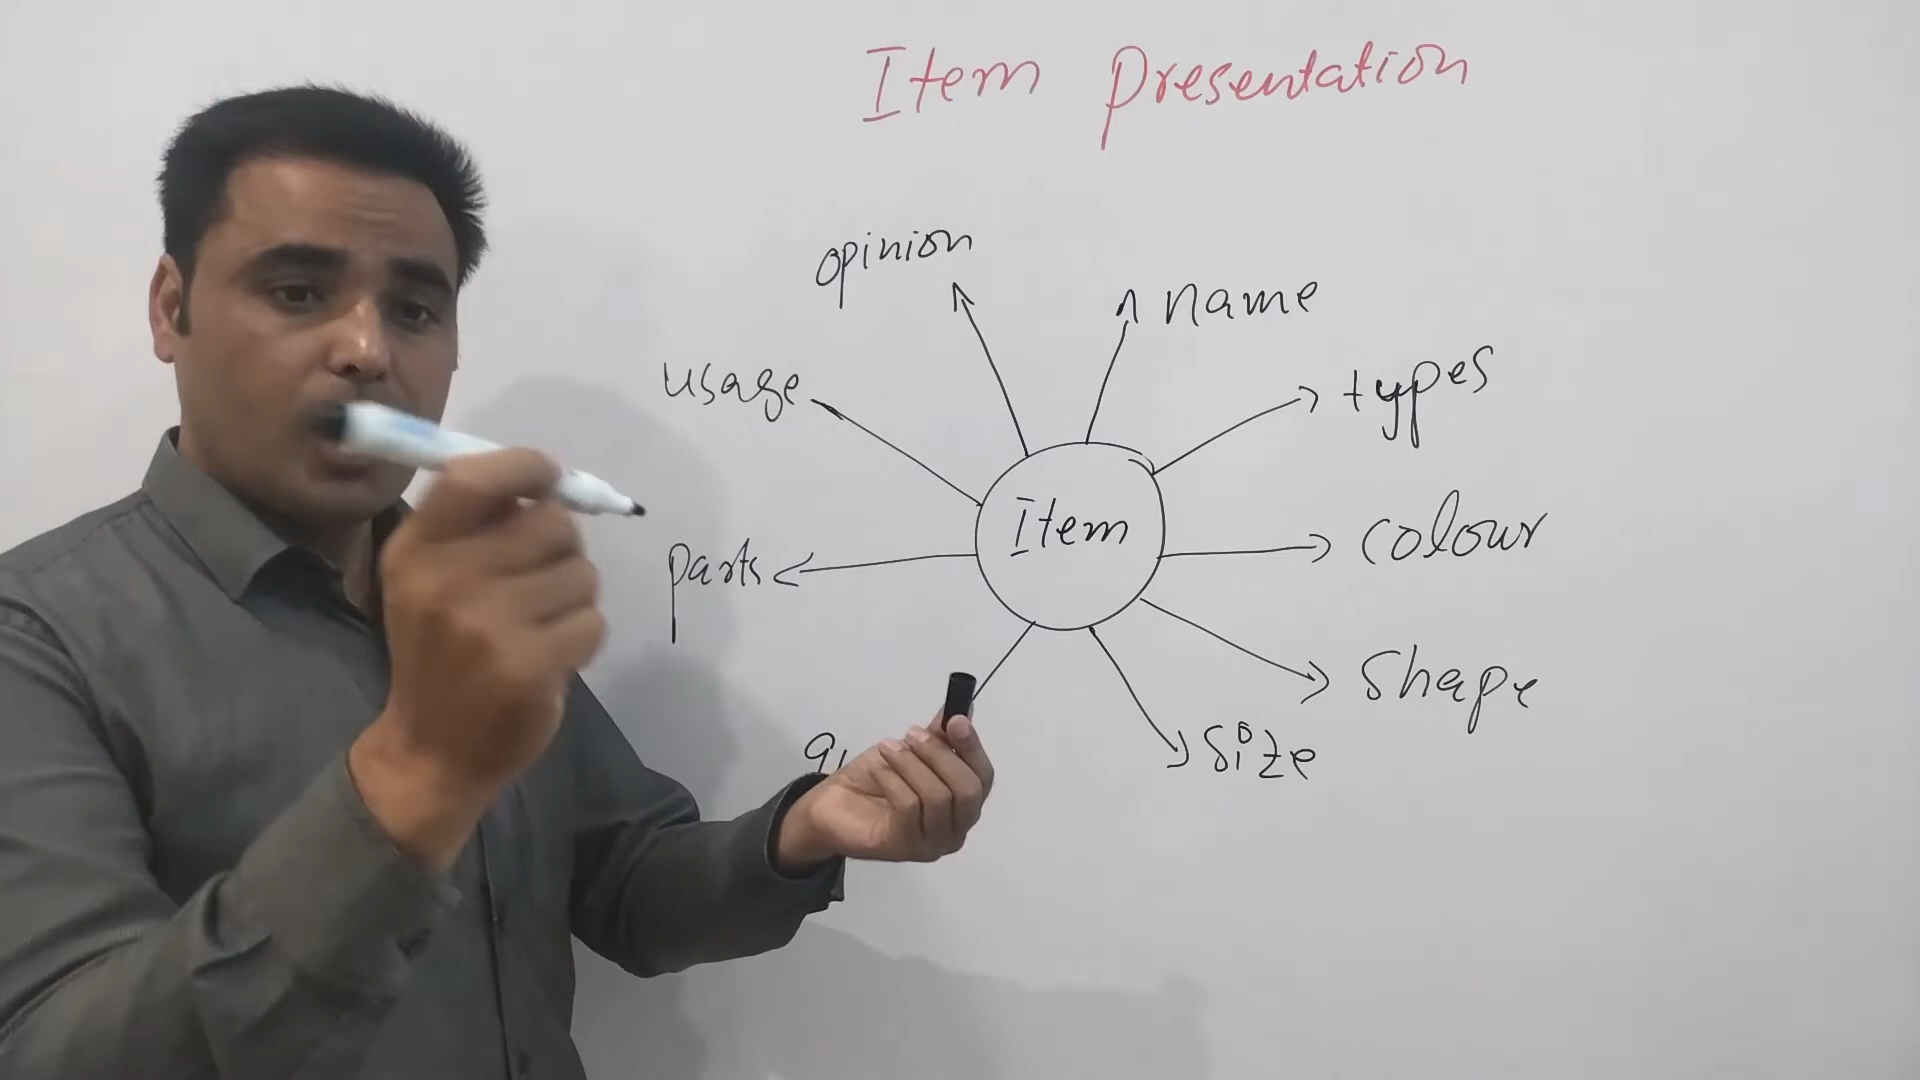 Item Presentation
opinion
name
usage
types
Item
colour
parts
shape
size